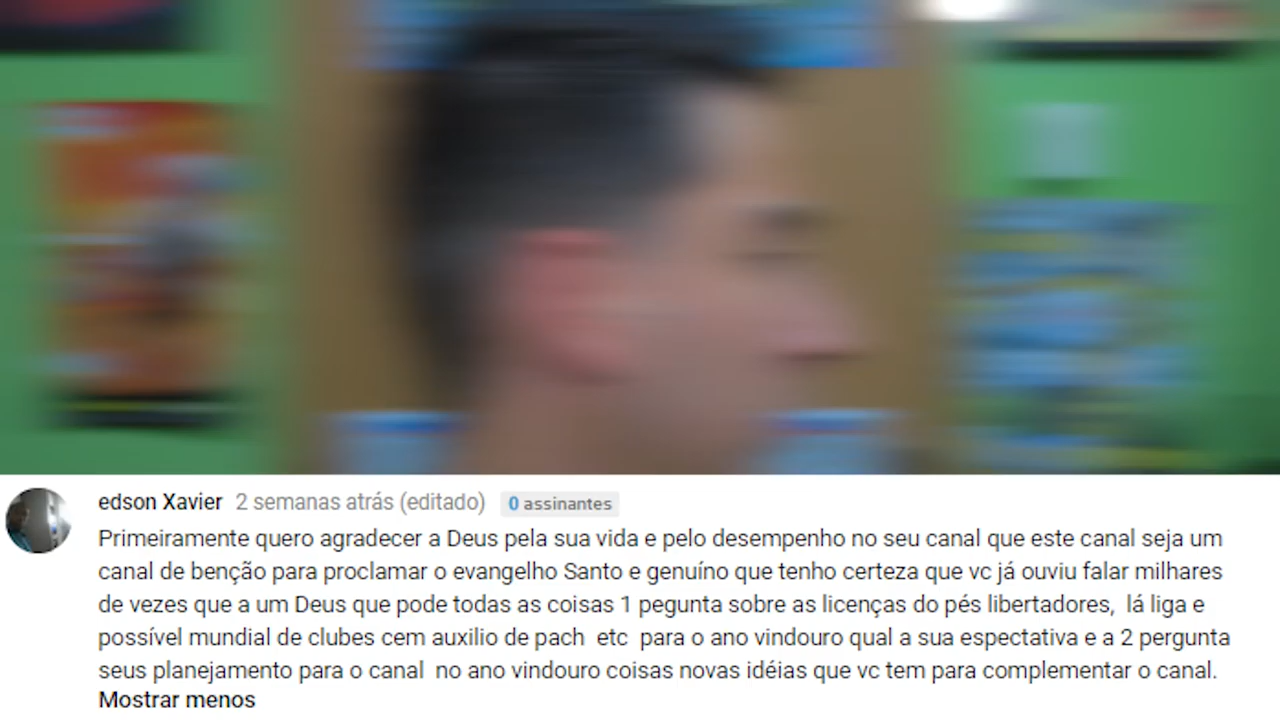 edson Xavier 2 semanas atrás (editado) 0 assinantes
Primeiramente quero agradecer a Deus pela sua vida e pelo desempenho no seu canal que este canal seja um
canal de benção para proclamar o evangelho Santo e genuíno que tenho certeza que vc já ouviu falar milhares
de vezes que a um Deus que pode todas as coisas 1 pegunta sobre as licenças do pés libertadores, lá liga e
possível mundial de clubes cem auxilio de pach etc para o ano vindouro qual a sua espectativa e a 2 pergunta
seus planejamento para o canal no ano vindouro coisas novas idéias que vc tem para complementar o canal.
Mostrar menos